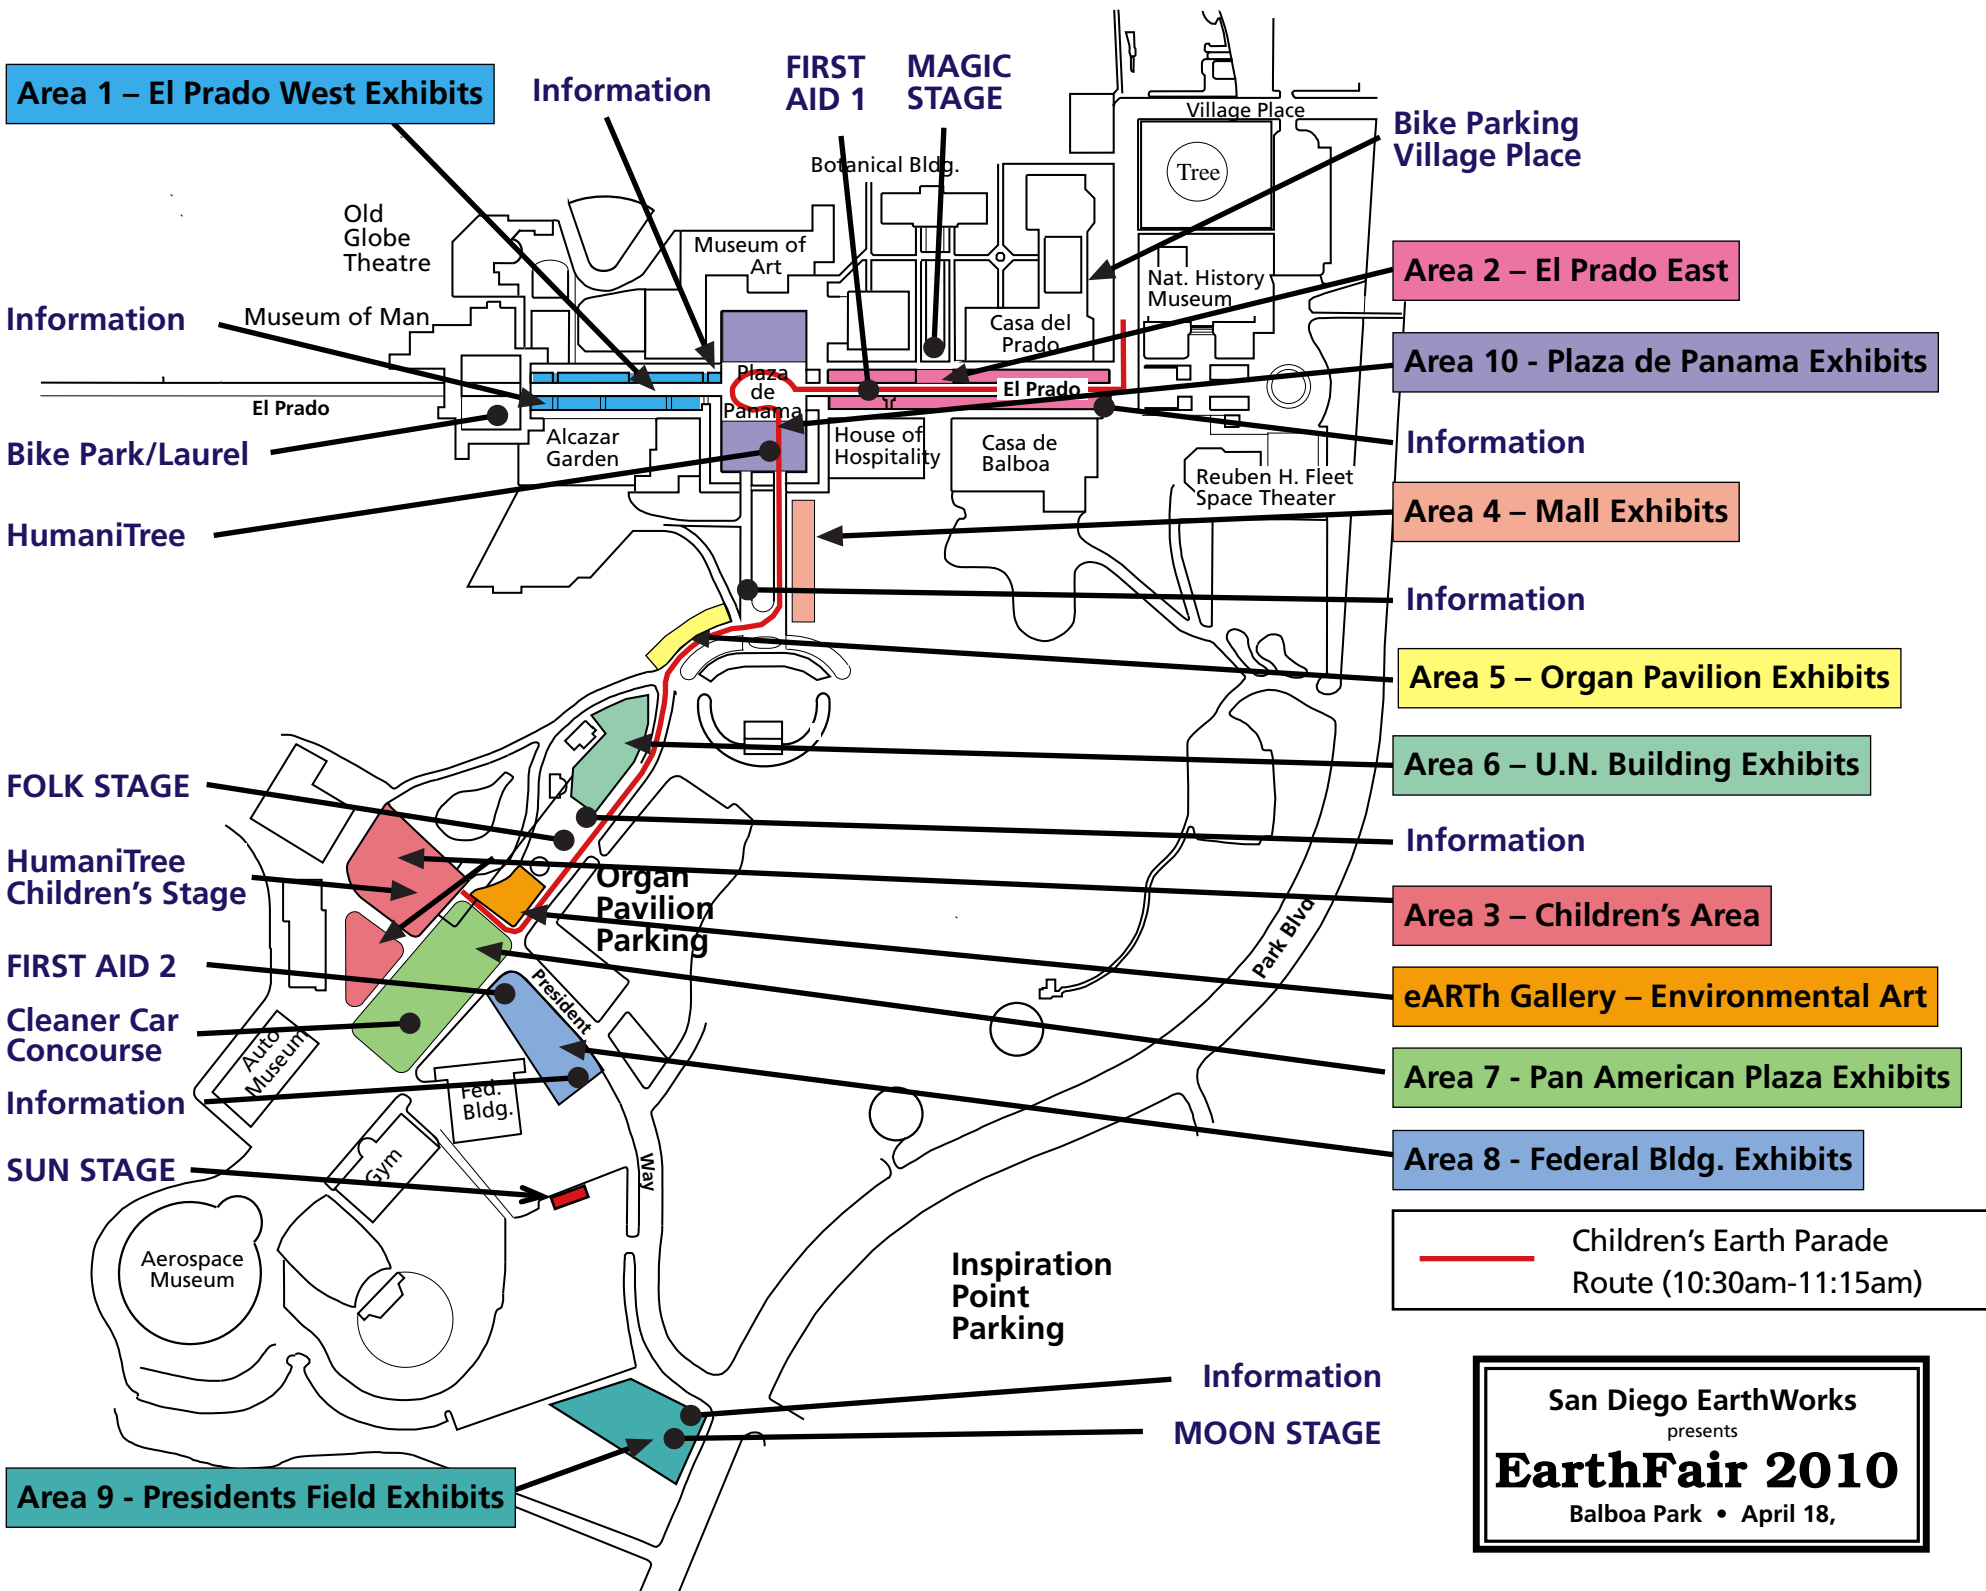 Area 1 – El Prado West Exhibits
Information
FIRST
AID 1
MAGIC
STAGE
Village Place
Bike Parking
Village Place
Botanical Bldg.
Tree
Old
Globe
Theatre
Museum of
Art
Nat. History
Museum
Area 2 – El Prado East
Information
Museum of Man
Casa del
Prado
Area 10 - Plaza de Panama Exhibits
Plaza
de
Panama
El Prado
El Prado
Bike Park/Laurel
Alcazar
Garden
House of
Hospitality
Casa de
Balboa
Information
Reuben H. Fleet
Space Theater
HumaniTree
Area 4 – Mall Exhibits
Information
Area 5 – Organ Pavilion Exhibits
Area 6 – U.N. Building Exhibits
FOLK STAGE
Information
HumaniTree
Children's Stage
Organ
Pavilion
Parking
Area 3 – Children's Area
Park Blvd
FIRST AID 2
eARTh Gallery – Environmental Art
President
Way
Cleaner Car
Concourse
Auto
Museum
Area 7 - Pan American Plaza Exhibits
Information
Fed.
Bldg.
Area 8 - Federal Bldg. Exhibits
SUN STAGE
Gym
Aerospace
Museum
Children's Earth Parade
Route (10:30am-11:15am)
Inspiration
Point
Parking
Information
MOON STAGE
Area 9 - Presidents Field Exhibits
San Diego EarthWorks
presents
EarthFair 2010
Balboa Park • April 18,